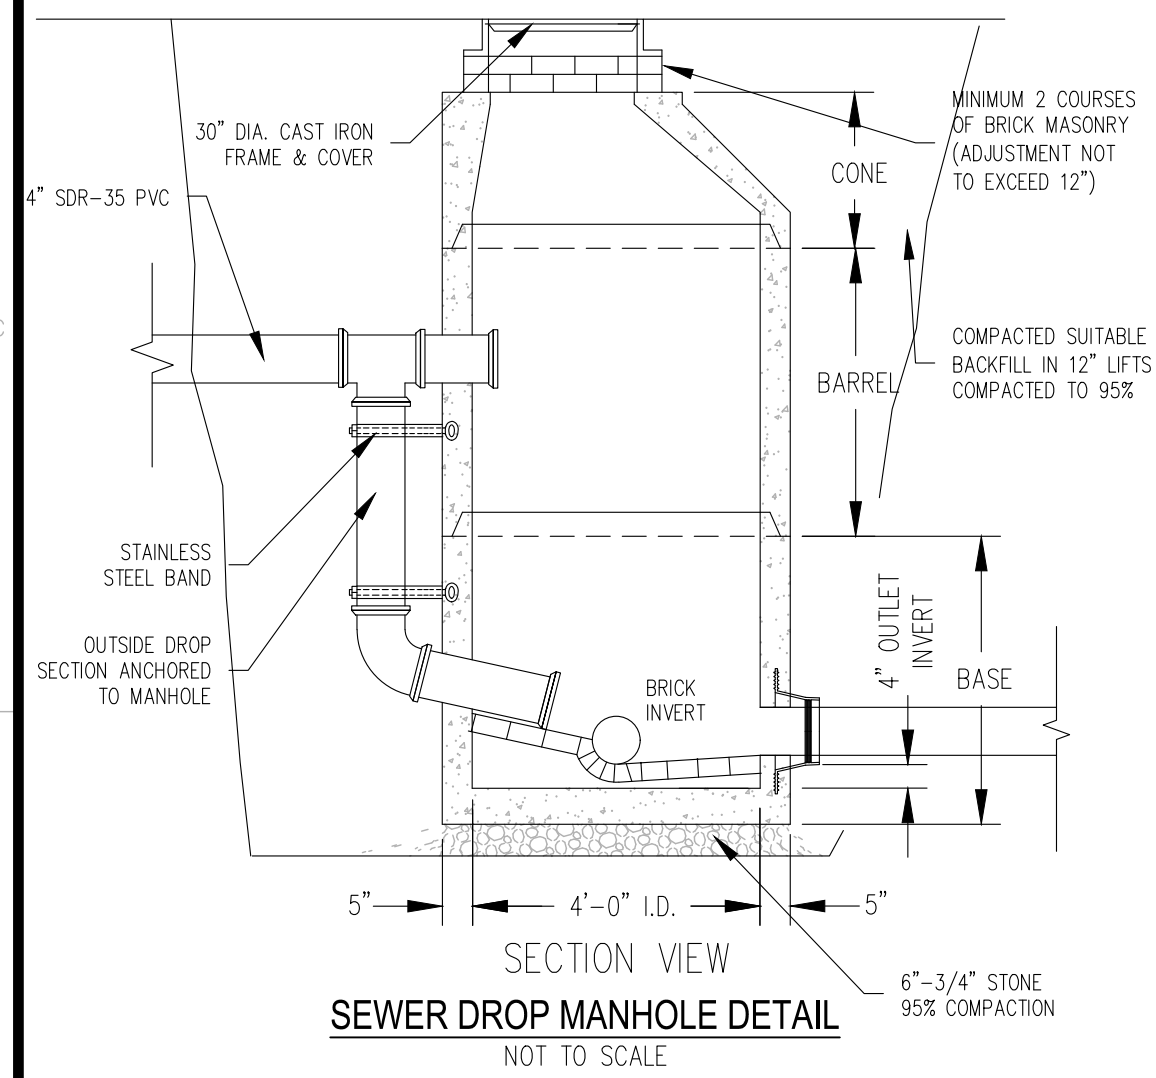 30” DIA. CAST IRON
FRAME & COVER
MINIMUM 2 COURSES
OF BRICK MASONRY
(ADJUSTMENT NOT
TO EXCEED 12”)
CONE
4” SDR-35 PVC
COMPACTED SUITABLE
BACKFILL IN 12” LIFTS
COMPACTED TO 95%
BARREL
STAINLESS
STEEL BAND
OUTSIDE DROP
SECTION ANCHORED
TO MANHOLE
BRICK
INVERT
4” OUTLET
INVERT
BASE
5”
4’-0” I.D.
5”
SECTION VIEW
6”-3/4” STONE
95% COMPACTION
SEWER DROP MANHOLE DETAIL
NOT TO SCALE